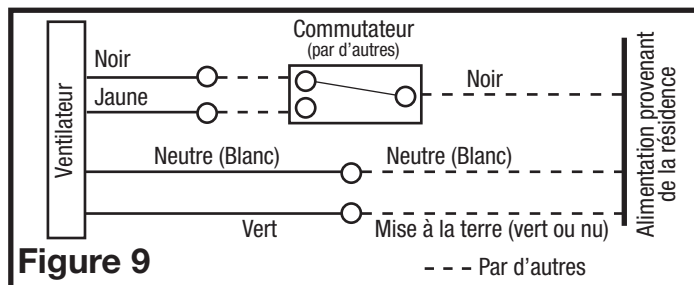 Commutateur
(par d'autres)
Noir
Noir
Jaune
Ventilateur
Neutre (Blanc)
Neutre (Blanc)
Vert
Mise à la terre (vert ou nu)
Alimentation provenant
de la résidence
Figure 9
Par d'autres